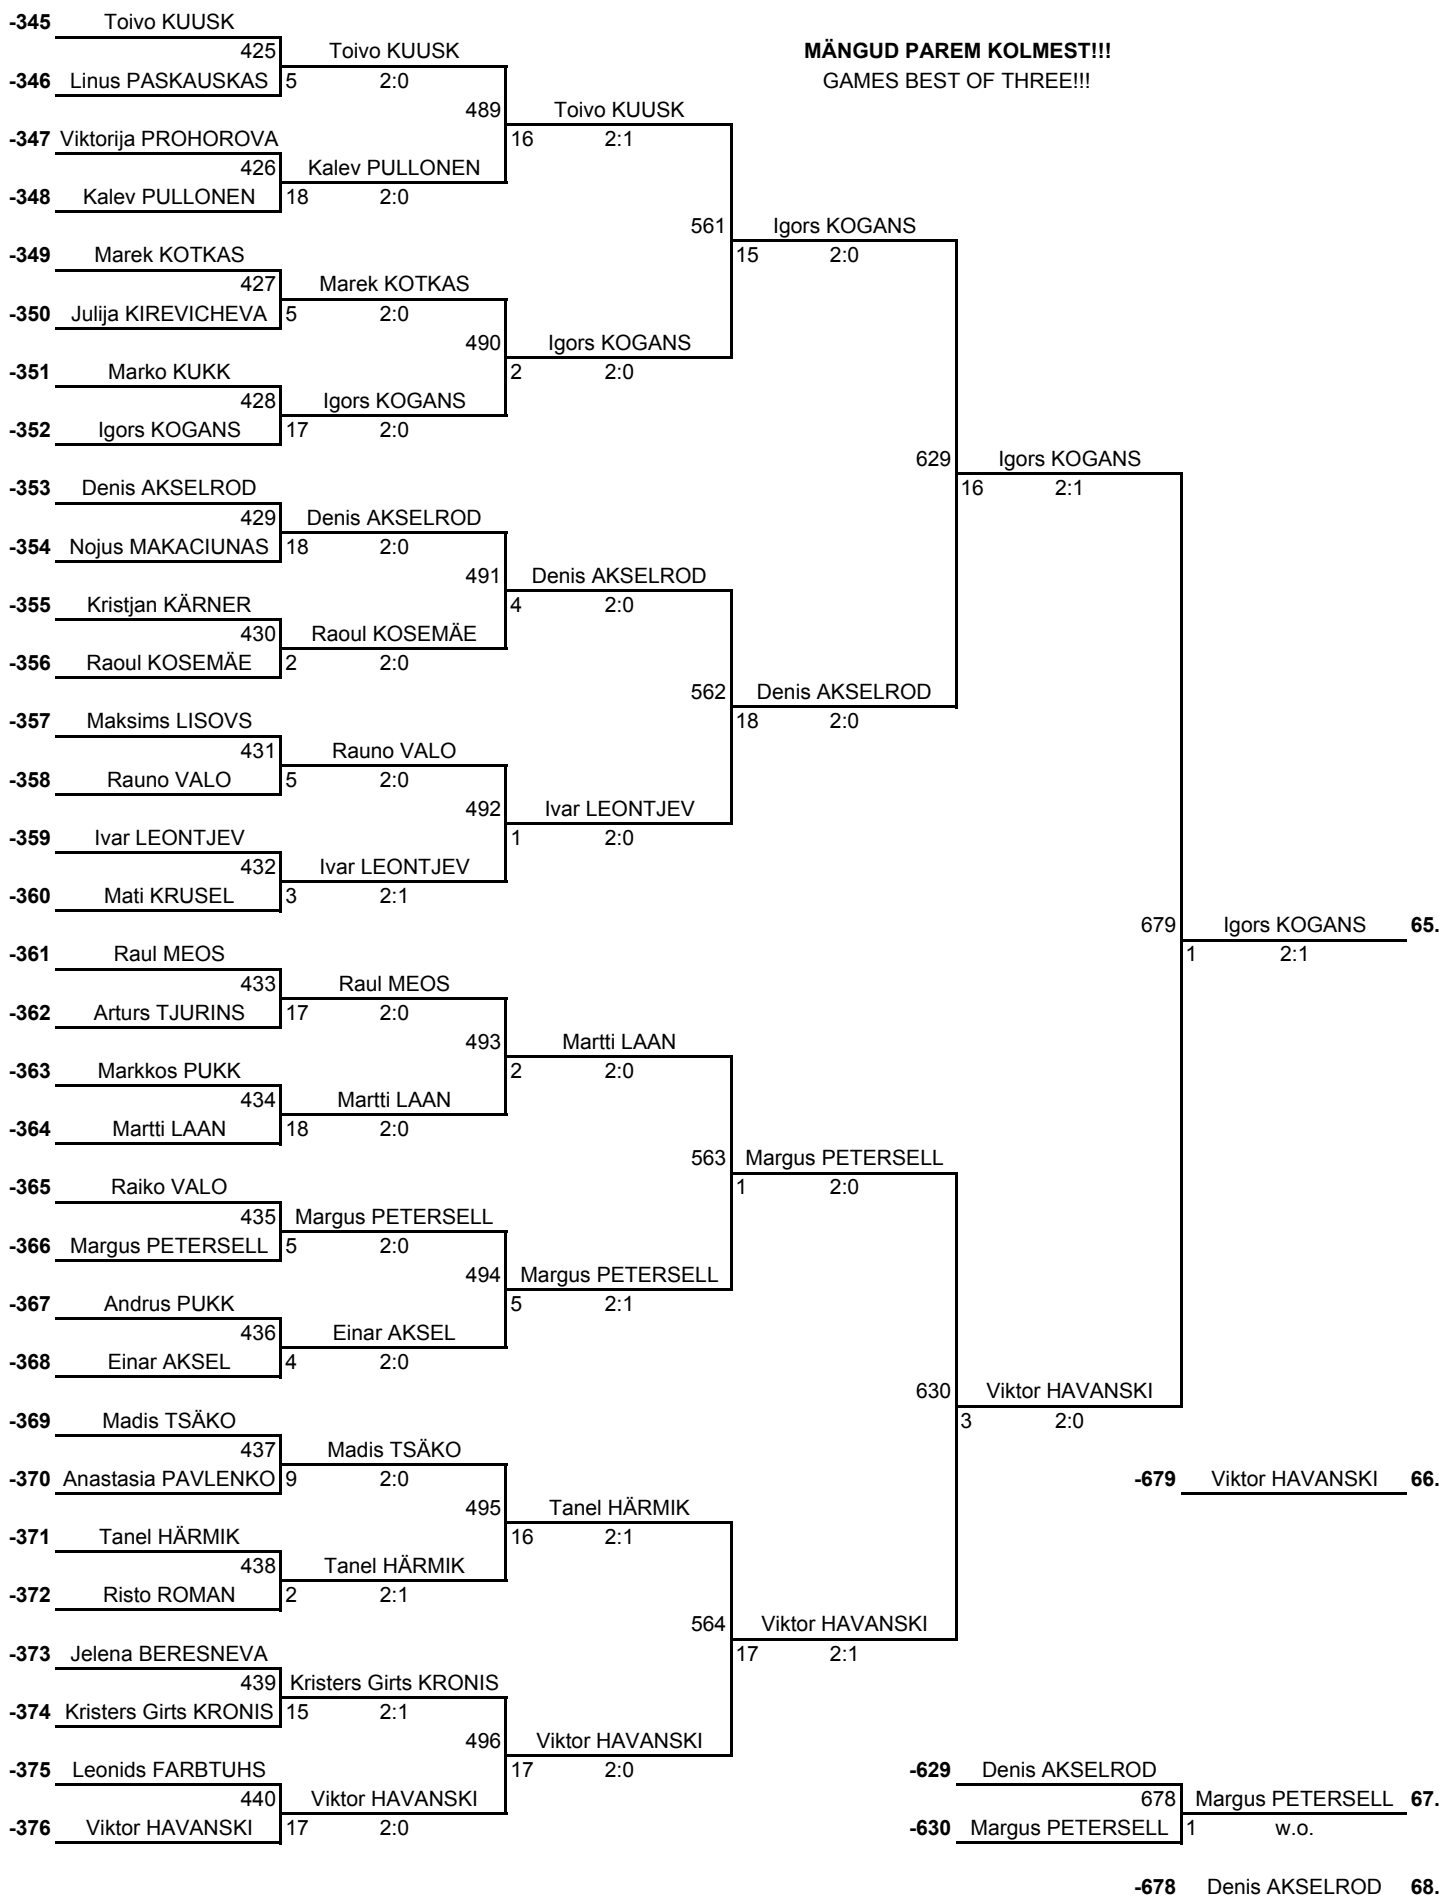 -345 Toivo KUUSK
425 Toivo KUUSK MÄNGUD PAREM KOLMEST!!!
-346 Linus PASKAUSKAS 5 2:0 GAMES BEST OF THREE!!!
489 Toivo KUUSK
-347 Viktorija PROHOROVA 16 2:1
426 Kalev PULLONEN
-348 Kalev PULLONEN 18 2:0
561 Igors KOGANS
-349 Marek KOTKAS 15 2:0
427 Marek KOTKAS
-350 Julija KIREVICHEVA 5 2:0
490 Igors KOGANS
-351 Marko KUKK 2 2:0
428 Igors KOGANS
-352 Igors KOGANS 17 2:0
629 Igors KOGANS
-353 Denis AKSELROD 16 2:1
429 Denis AKSELROD
-354 Nojus MAKACIUNAS 18 2:0
491 Denis AKSELROD
-355 Kristjan KÄRNER 4 2:0
430 Raoul KOSEMÄE
-356 Raoul KOSEMÄE 2 2:0
562 Denis AKSELROD
-357 Maksims LISOVS 18 2:0
431 Rauno VALO
-358 Rauno VALO 5 2:0
492 Ivar LEONTJEV
-359 Ivar LEONTJEV 1 2:0
432 Ivar LEONTJEV
-360 Mati KRUSEL 3 2:1
679 Igors KOGANS 65.
-361 Raul MEOS 1 2:1
433 Raul MEOS
-362 Arturs TJURINS 17 2:0
493 Martti LAAN
-363 Markkos PUKK 2 2:0
434 Martti LAAN
-364 Martti LAAN 18 2:0
563 Margus PETERSELL
-365 Raiko VALO 1 2:0
435 Margus PETERSELL
-366 Margus PETERSELL 5 2:0
494 Margus PETERSELL
-367 Andrus PUKK 5 2:1
436 Einar AKSEL
-368 Einar AKSEL 4 2:0
630 Viktor HAVANSKI
-369 Madis TSÄKO 3 2:0
437 Madis TSÄKO
-370 Anastasia PAVLENKO 9 2:0 -679 Viktor HAVANSKI 66.
495 Tanel HÄRMIK
-371 Tanel HÄRMIK 16 2:1
438 Tanel HÄRMIK
-372 Risto ROMAN 2 2:1
564 Viktor HAVANSKI
-373 Jelena BERESNEVA 17 2:1
439 Kristers Girts KRONIS
-374 Kristers Girts KRONIS 15 2:1
496 Viktor HAVANSKI
-375 Leonids FARBTUHS 17 2:0 -629 Denis AKSELROD
440 Viktor HAVANSKI 678 Margus PETERSELL 67.
-376 Viktor HAVANSKI 17 2:0 -630 Margus PETERSELL 1 w.o.
-678 Denis AKSELROD 68.